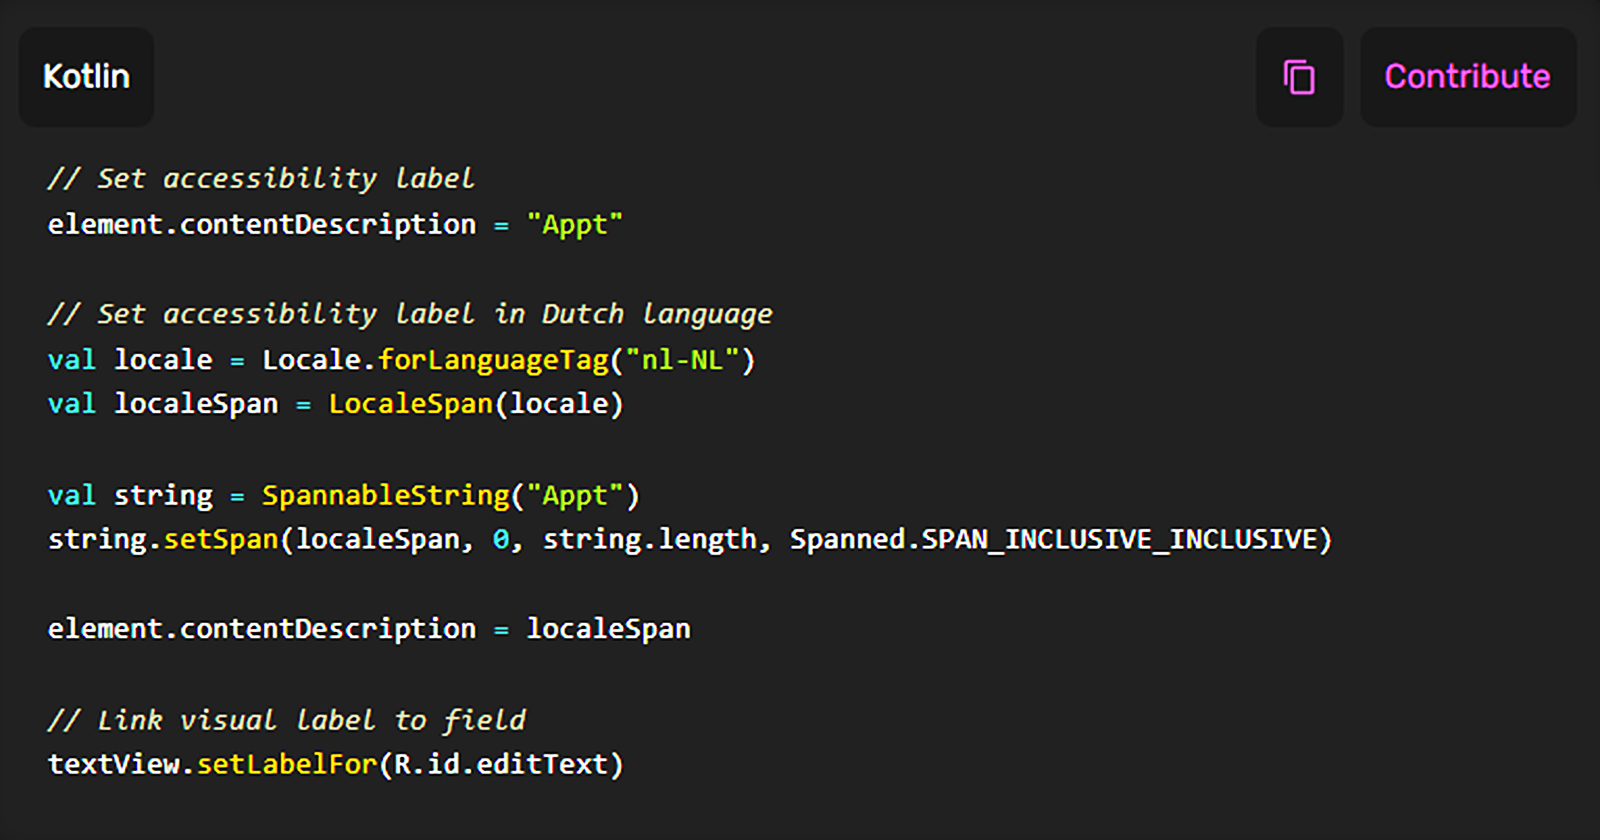 Kotlin
Contribute
// Set accessibility label
element.contentDescription = "Appt"
// Set accessibility label in Dutch language
val locale = Locale.forLanguageTag("nl-NL")
val localeSpan = LocaleSpan(locale)
val string = SpannableString("Appt")
string.setSpan(localeSpan, 0, string.length, Spanned.SPAN_INCLUSIVE_INCLUSIVE)
element.contentDescription = localeSpan
// Link visual label to field
textView.setLabelFor(R.id.editText)